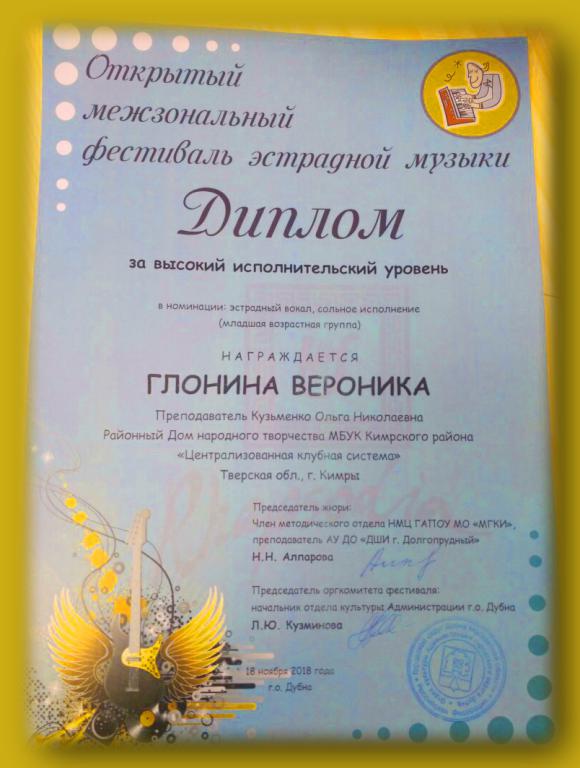 Открытый
межзональный
фестиваль эстрадной музыки
Диплом
за высокий исполнительский уровень
в номинации: эстрадный вокал, сольное исполнение
(младшая возрастная группа)
НАГРАЖДАЕТСЯ
ГЛОНИНА ВЕРОНИКА
Преподаватель Кузьменко Ольга Николаевна
Районный Дом народного творчества МБУК Кимрского района
«Централизованная клубная система»
Тверская обл., г. Кимры
Председатель жюри:
Член методического отдела НМЦ ГАПОУ МО «МГКИ»,
преподаватель АУ ДО «ДШИ г. Долгопрудный»
Н.Н. Алпарова
Председатель оргкомитета фестиваля:
начальник отдела культуры Администрации г.о. Дубна
Л.Ю. Кузминова
18 ноября 2018 года
г.о. Дубна